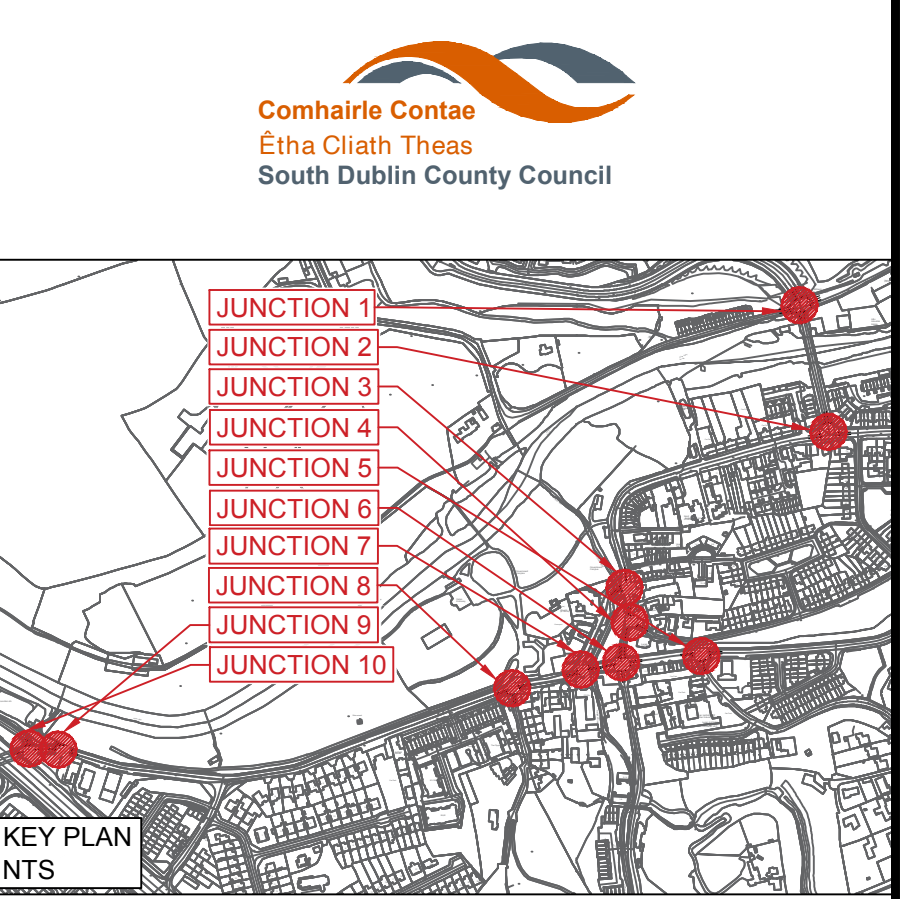 Comhairle Contae
Êtha Cliath Theas
South Dublin County Council
JUNCTION 1
JUNCTION 2
JUNCTION 3
JUNCTION 4
JUNCTION 5
JUNCTION 6
JUNCTION 7
JUNCTION 8
JUNCTION 9
JUNCTION 10
KEY PLAN
NTS